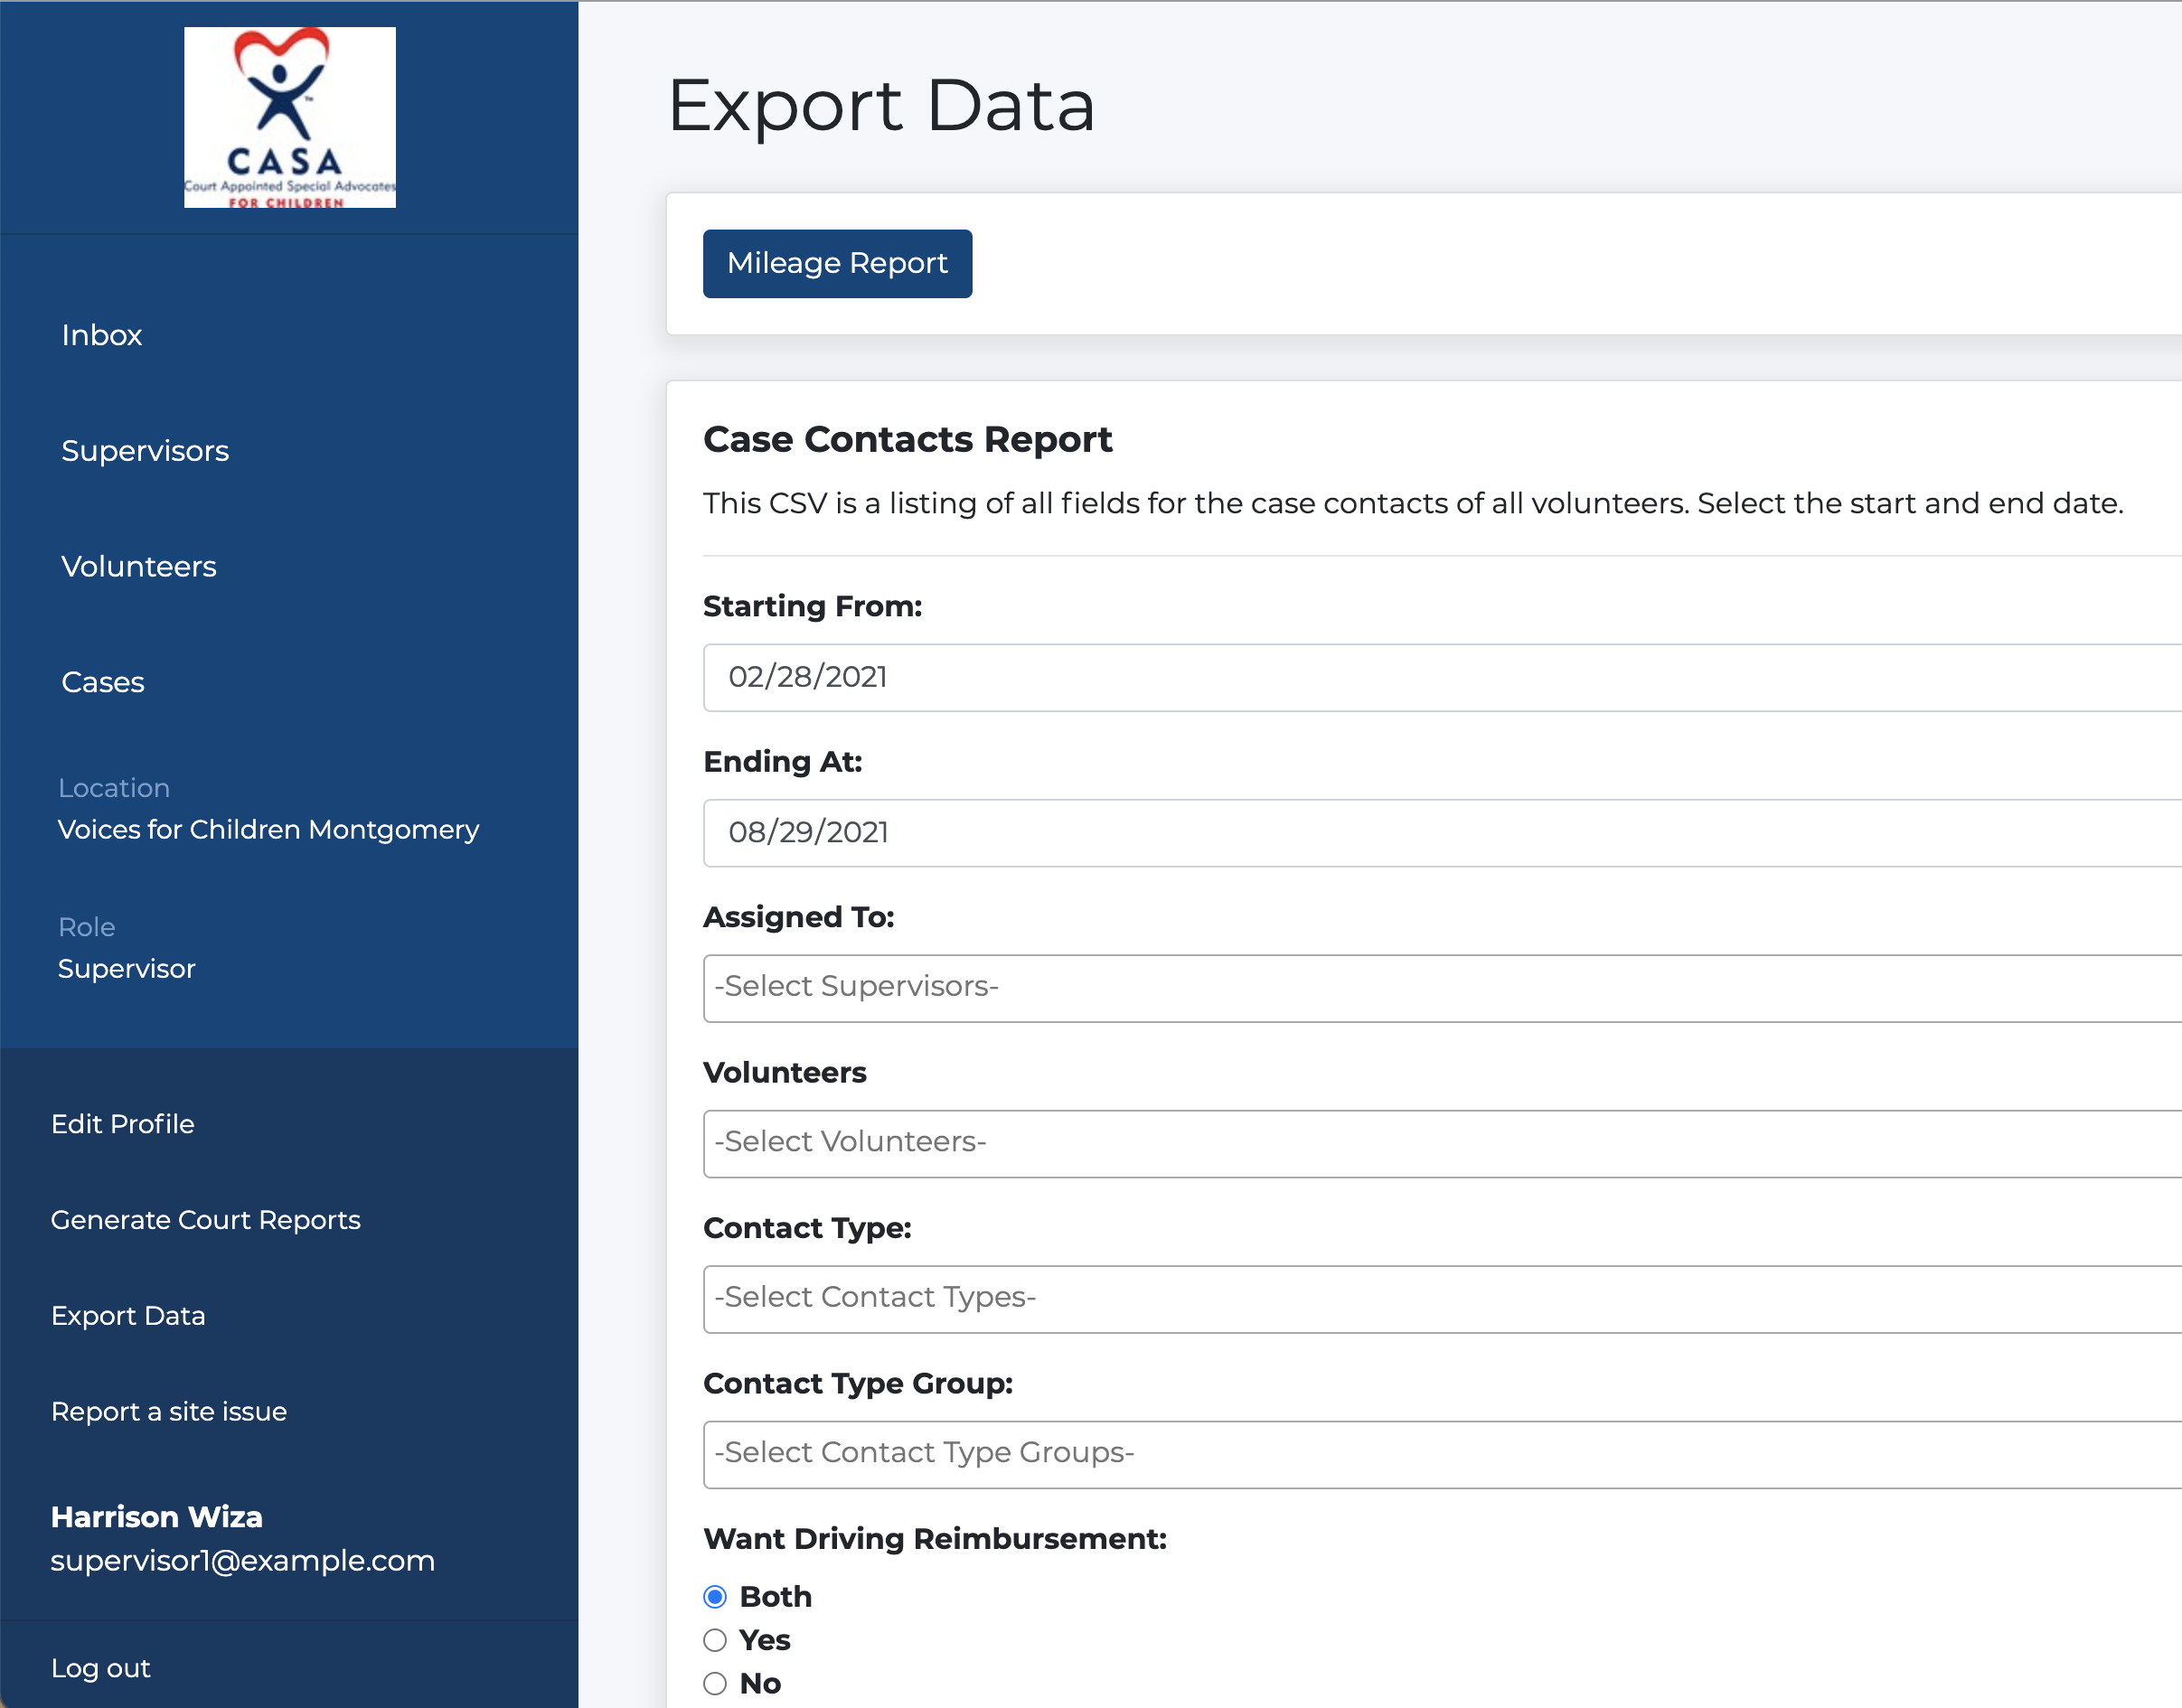 CASA
Court Appointed Special Advocates
FOR CHILDREN
Inbox
Supervisors
Volunteers
Cases
Location
Voices for Children Montgomery
Role
Supervisor
Edit Profile
Generate Court Reports
Export Data
Report a site issue
Harrison Wiza
supervisor1@example.com
Log out
Export Data
Mileage Report
Case Contacts Report
This CSV is a listing of all fields for the case contacts of all volunteers. Select the start and end date.
Starting From:
02/28/2021
Ending At:
08/29/2021
Assigned To:
-Select Supervisors-
Volunteers
-Select Volunteers-
Contact Type:
-Select Contact Types-
Contact Type Group:
-Select Contact Type Groups-
Want Driving Reimbursement:
Both
Yes
No